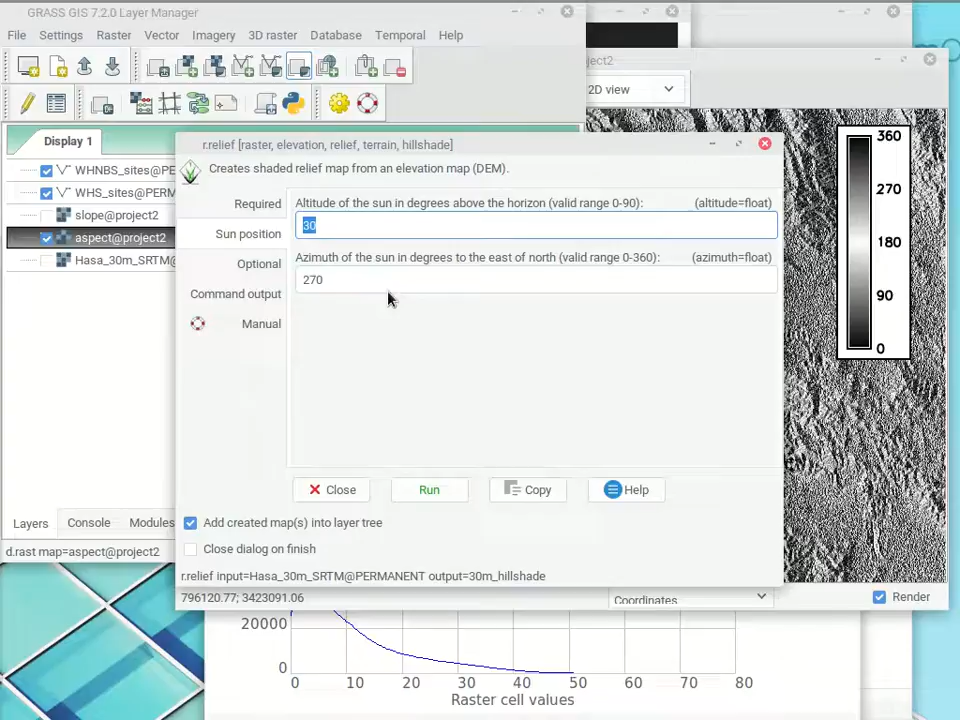 GRASS GIS 7.2.0 Layer Manager
File Settings Raster Vector Imagery 3D raster Database Temporal Help
ect2
2D view
Display 1
WHNBS_sites@PE
WHS_sites@PERM
slope@project2
aspect@project2
Hasa_30m_SRTM@
r.relief [raster, elevation, relief, terrain, hillshade]
Creates shaded relief map from an elevation map (DEM).
Required
Sun position
Optional
Command output
Manual
Altitude of the sun in degrees above the horizon (valid range 0-90): (altitude=float)
30
Azimuth of the sun in degrees to the east of north (valid range 0-360): (azimuth=float)
270
Close Run Copy Help
Add created map(s) into layer tree
Close dialog on finish
r.relief input=Hasa_30m_SRTM@PERMANENT output=30m_hillshade
360
270
180
90
0
Layers Console Modules
d.rast map=aspect@project2
796120.77; 3423091.06
Coordinates
Render
20000
0
0 10 20 30 40 50 60 70 80
Raster cell values